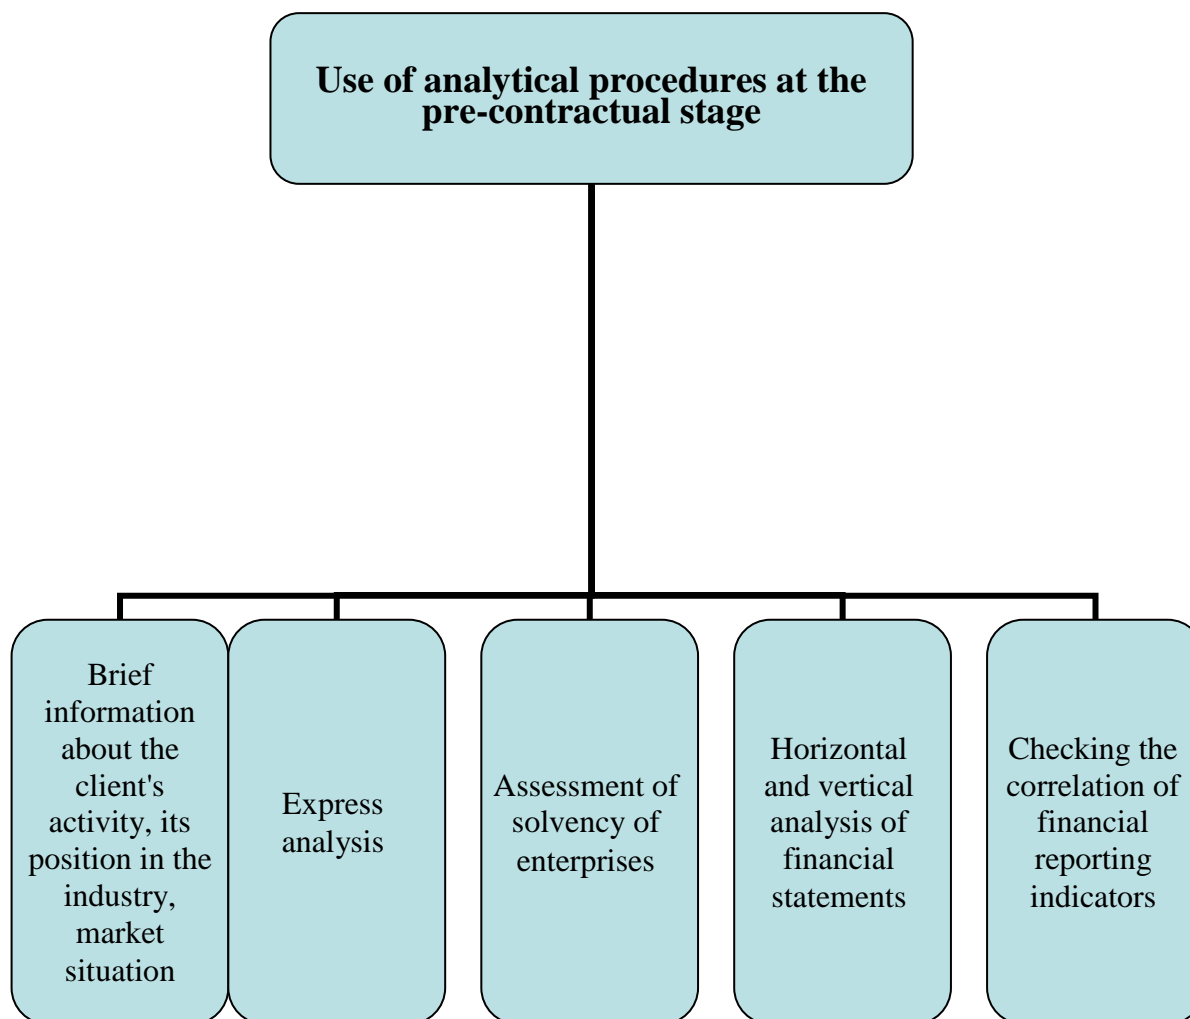 Use of analytical procedures at the
pre-contractual stage
Brief
information
about the
client's
activity, its
position in the
industry,
market
situation
Express
analysis
Assessment of
solvency of
enterprises
Horizontal
and vertical
analysis of
financial
statements
Checking the
correlation of
financial
reporting
indicators